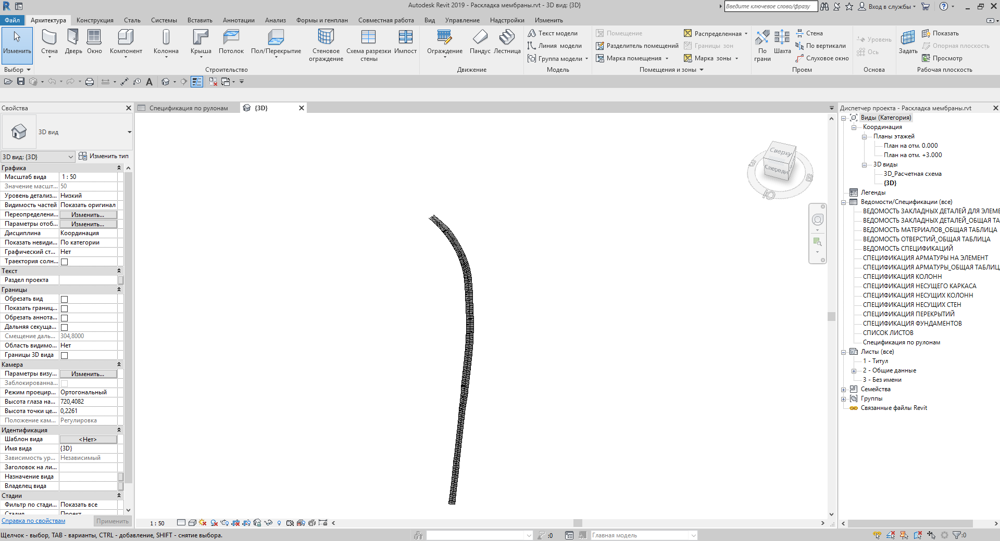 Autodesk Revit 2019 - Раскладка мембраны.rvt - 3D вид: {3D}
Введите ключевое слово/фразу
Вход в службы
Файл Архитектура Конструкция Сталь Системы Вставить Аннотации Анализ Формы и генплан Совместная работа Вид Управление Надстройки Изменить
Изменить
Стена
Дверь
Окно
Компонент
Колонна
Крыша
Потолок
Пол/Перекрытие
Стеновое ограждение
Схема разрезки стены
Импост
Ограждение
Пандус
Лестница
Текст модели
Линия модели
Группа модели
Помещение
Разделитель помещений
Марка помещения
Распределенная
Границы зон
Марка зоны
По грани
Шахта
Стена
По вертикали
Слуховое окно
Уровень
Ось
Задать
Показать
Опорная плоскость
Просмотр
Выбор Строительство Движение Модель Помещения и зоны Проем Основа Рабочая плоскость
Свойства
3D вид
3D вид: {3D} Изменить тип
Графика
Масштаб вида 1 : 50
Значение масшт... 50
Уровень детализ... Низкий
Видимость частей Показать оригинал
Переопределени... Изменить...
Параметры отоб... Изменить...
Дисциплина Координация
Показать невиди... По категории
Графический ст... Нет
Траектория солн...
Текст
Раздел проекта
Границы
Обрезать вид
Показать границ...
Обрезать аннота...
Дальняя секуща...
Смещение даль... 304,8000
Область видимо... Нет
Границы 3D вида
Камера
Параметры визу... Изменить...
Заблокированна...
Режим проецир... Ортогональный
Высота глаза на... 720,4082
Высота точки це... 0,2261
Положение кам... Регулировка
Идентификация
Шаблон вида <Нет>
Имя вида {3D}
Зависимость ур... Независимый
Заголовок на ли...
Назначение вида
Владелец вида
Стадии
Фильтр по стади... Показать все
Стадия Проект
Справка по свойствам Применить
Спецификация по рулонам {3D}
Сверху
Спереди
З
Ю
В
1 : 50
Диспетчер проекта - Раскладка мембраны.rvt
Виды (Категория)
Координация
Планы этажей
План на отм. 0.000
План на отм. +3.000
3D виды
3D_Расчетная схема
{3D}
Легенды
Ведомости/Спецификации (все)
ВЕДОМОСТЬ ЗАКЛАДНЫХ ДЕТАЛЕЙ ДЛЯ ЭЛЕМЕ
ВЕДОМОСТЬ ЗАКЛАДНЫХ ДЕТАЛЕЙ_ОБЩАЯ ТА
ВЕДОМОСТЬ МАТЕРИАЛОВ_ОБЩАЯ ТАБЛИЦА
ВЕДОМОСТЬ ОТВЕРСТИЙ_ОБЩАЯ ТАБЛИЦА
ВЕДОМОСТЬ СПЕЦИФИКАЦИЙ
СПЕЦИФИКАЦИЯ АРМАТУРЫ НА ЭЛЕМЕНТ
СПЕЦИФИКАЦИЯ АРМАТУРЫ_ОБЩАЯ ТАБЛИЦ
СПЕЦИФИКАЦИЯ КОЛОНН
СПЕЦИФИКАЦИЯ НЕСУЩЕГО КАРКАСА
СПЕЦИФИКАЦИЯ НЕСУЩИХ КОЛОНН
СПЕЦИФИКАЦИЯ НЕСУЩИХ СТЕН
СПЕЦИФИКАЦИЯ ПЕРЕКРЫТИЙ
СПЕЦИФИКАЦИЯ ФУНДАМЕНТОВ
СПИСОК ЛИСТОВ
Спецификация по рулонам
Листы (все)
1 - Титул
2 - Общие данные
3 - Без имени
Семейства
Группы
Связанные файлы Revit
Щелчок - выбор, TAB - варианты, CTRL - добавление, SHIFT - снятие выбора. :0 Главная модель :0